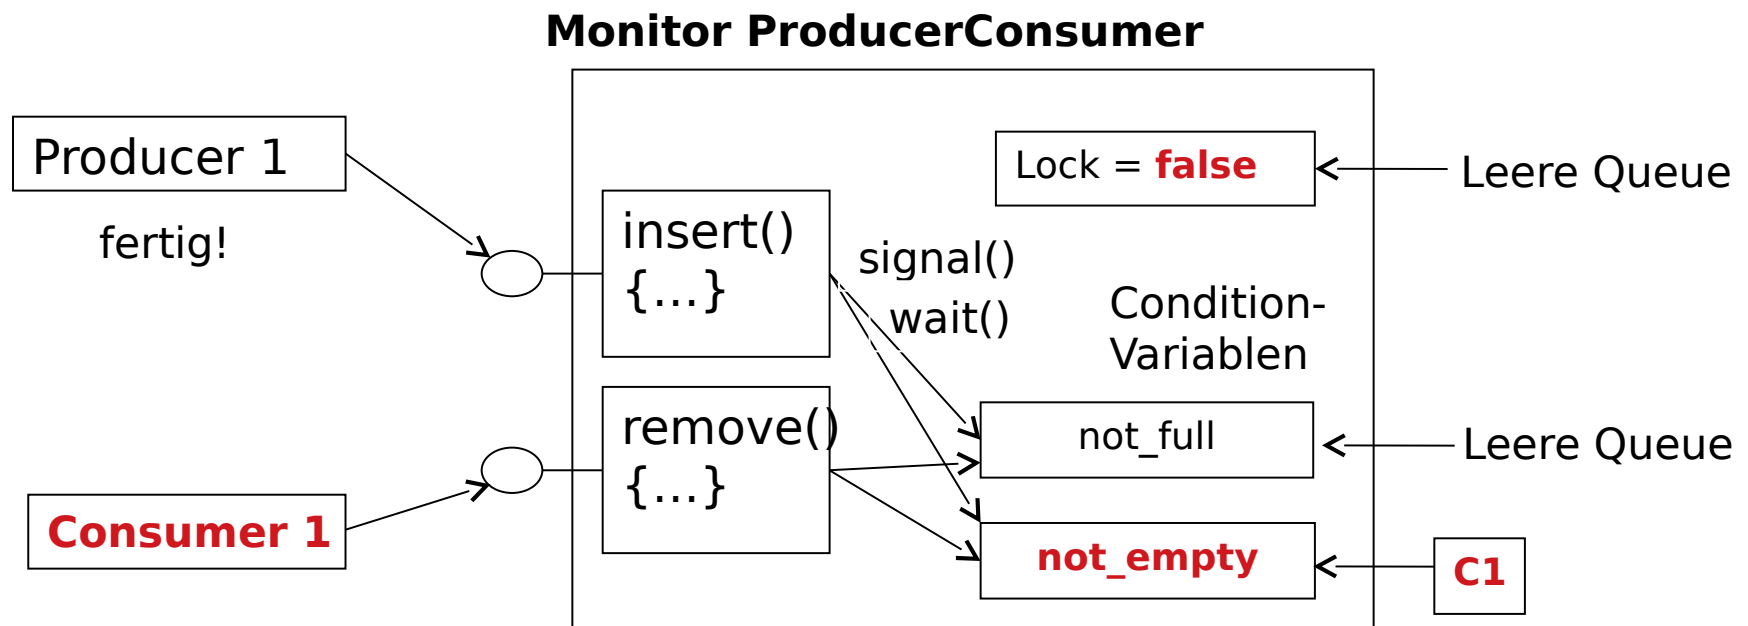 Monitor ProducerConsumer
Producer 1
fertig!
Lock = false
Leere Queue
insert()
{...}
signal()
wait()
Condition-
Variablen
remove()
{...}
not_full
Leere Queue
Consumer 1
not_empty
C1